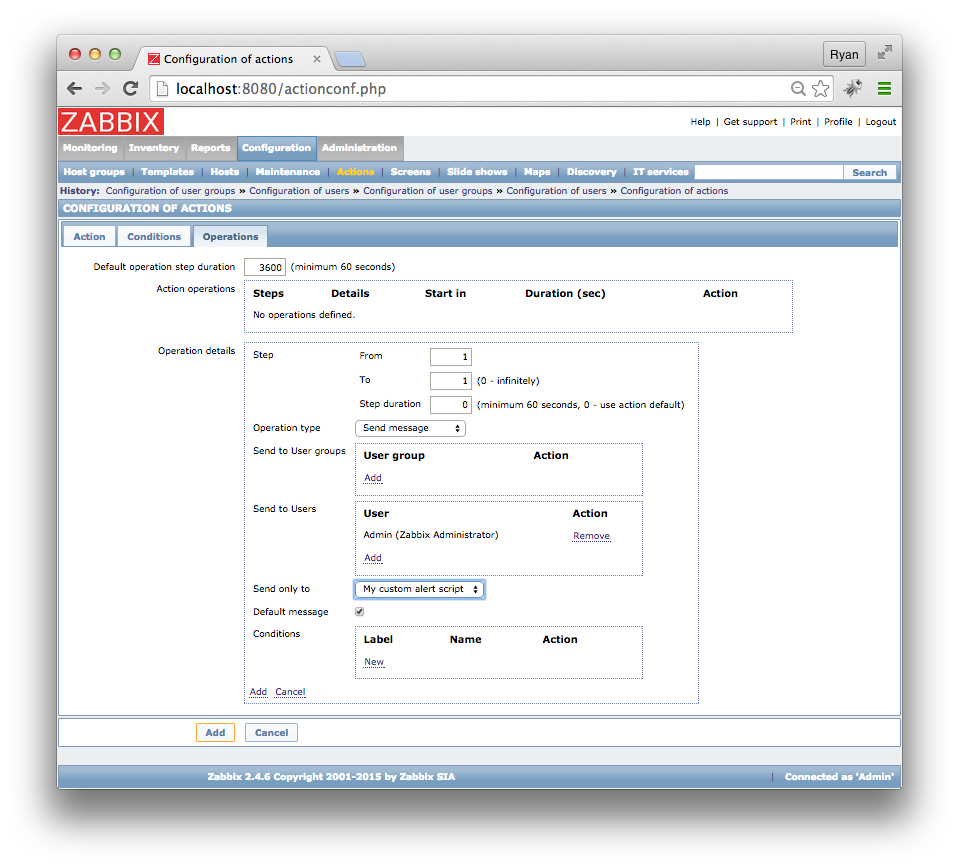 Configuration of actions
Ryan
localhost:8080/actionconf.php
ZABBIX
Help | Get support | Print | Profile | Logout
Monitoring Inventory Reports Configuration Administration
Host groups | Templates | Hosts | Maintenance | Actions | Screens | Slide shows | Maps | Discovery | IT services Search
History: Configuration of user groups » Configuration of users » Configuration of user groups » Configuration of users » Configuration of actions
CONFIGURATION OF ACTIONS
Action Conditions Operations
Default operation step duration 3600 (minimum 60 seconds)
Action operations Steps Details Start in Duration (sec) Action
No operations defined.
Operation details Step From 1
To 1 (0 - infinitely)
Step duration 0 (minimum 60 seconds, 0 - use action default)
Operation type Send message
Send to User groups User group Action
Add
Send to Users User Action
Admin (Zabbix Administrator) Remove
Add
Send only to My custom alert script
Default message
Conditions Label Name Action
New
Add Cancel
Add Cancel
Zabbix 2.4.6 Copyright 2001-2015 by Zabbix SIA | Connected as 'Admin'